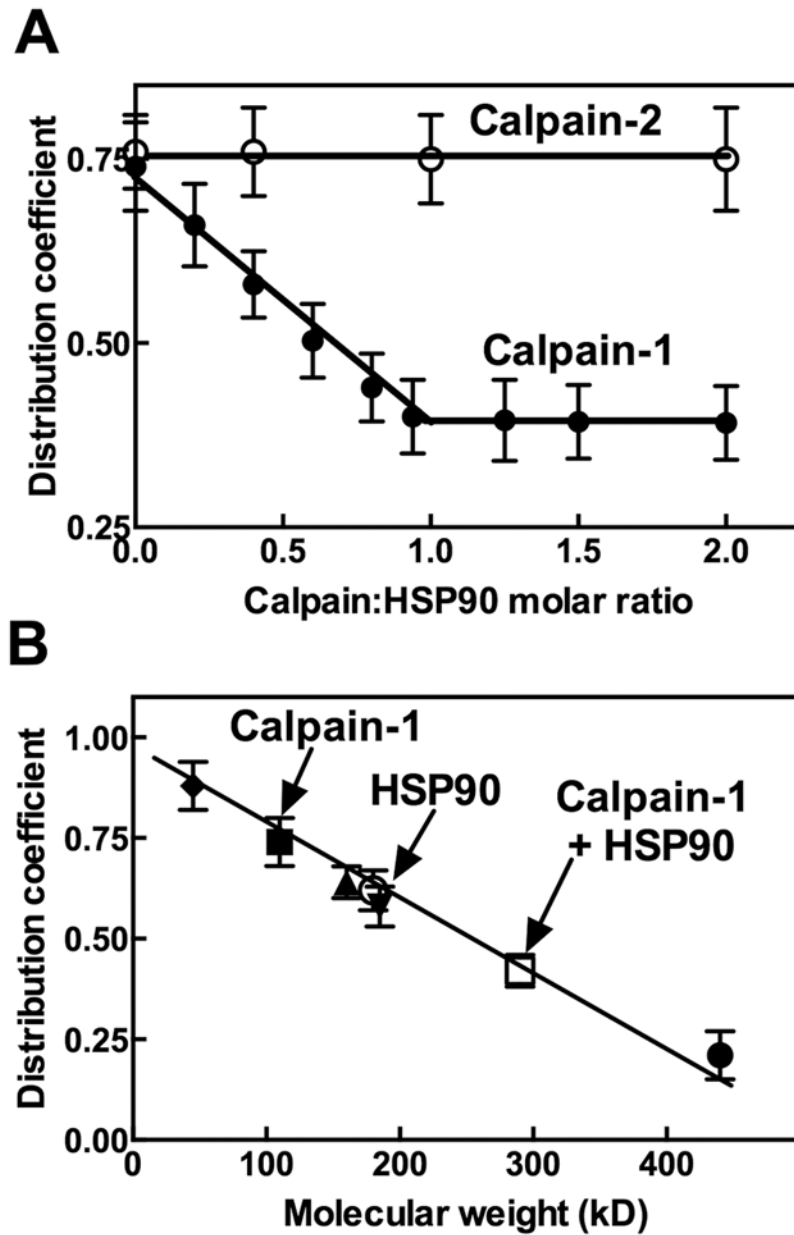 A
Distribution coefficient
0.75
0.50
0.25
Calpain-2
Calpain-1
0.0 0.5 1.0 1.5 2.0
Calpain:HSP90 molar ratio
B
Distribution coefficient
1.00
0.75
0.50
0.25
0.00
Calpain-1
HSP90
Calpain-1
+ HSP90
0 100 200 300 400
Molecular weight (kD)